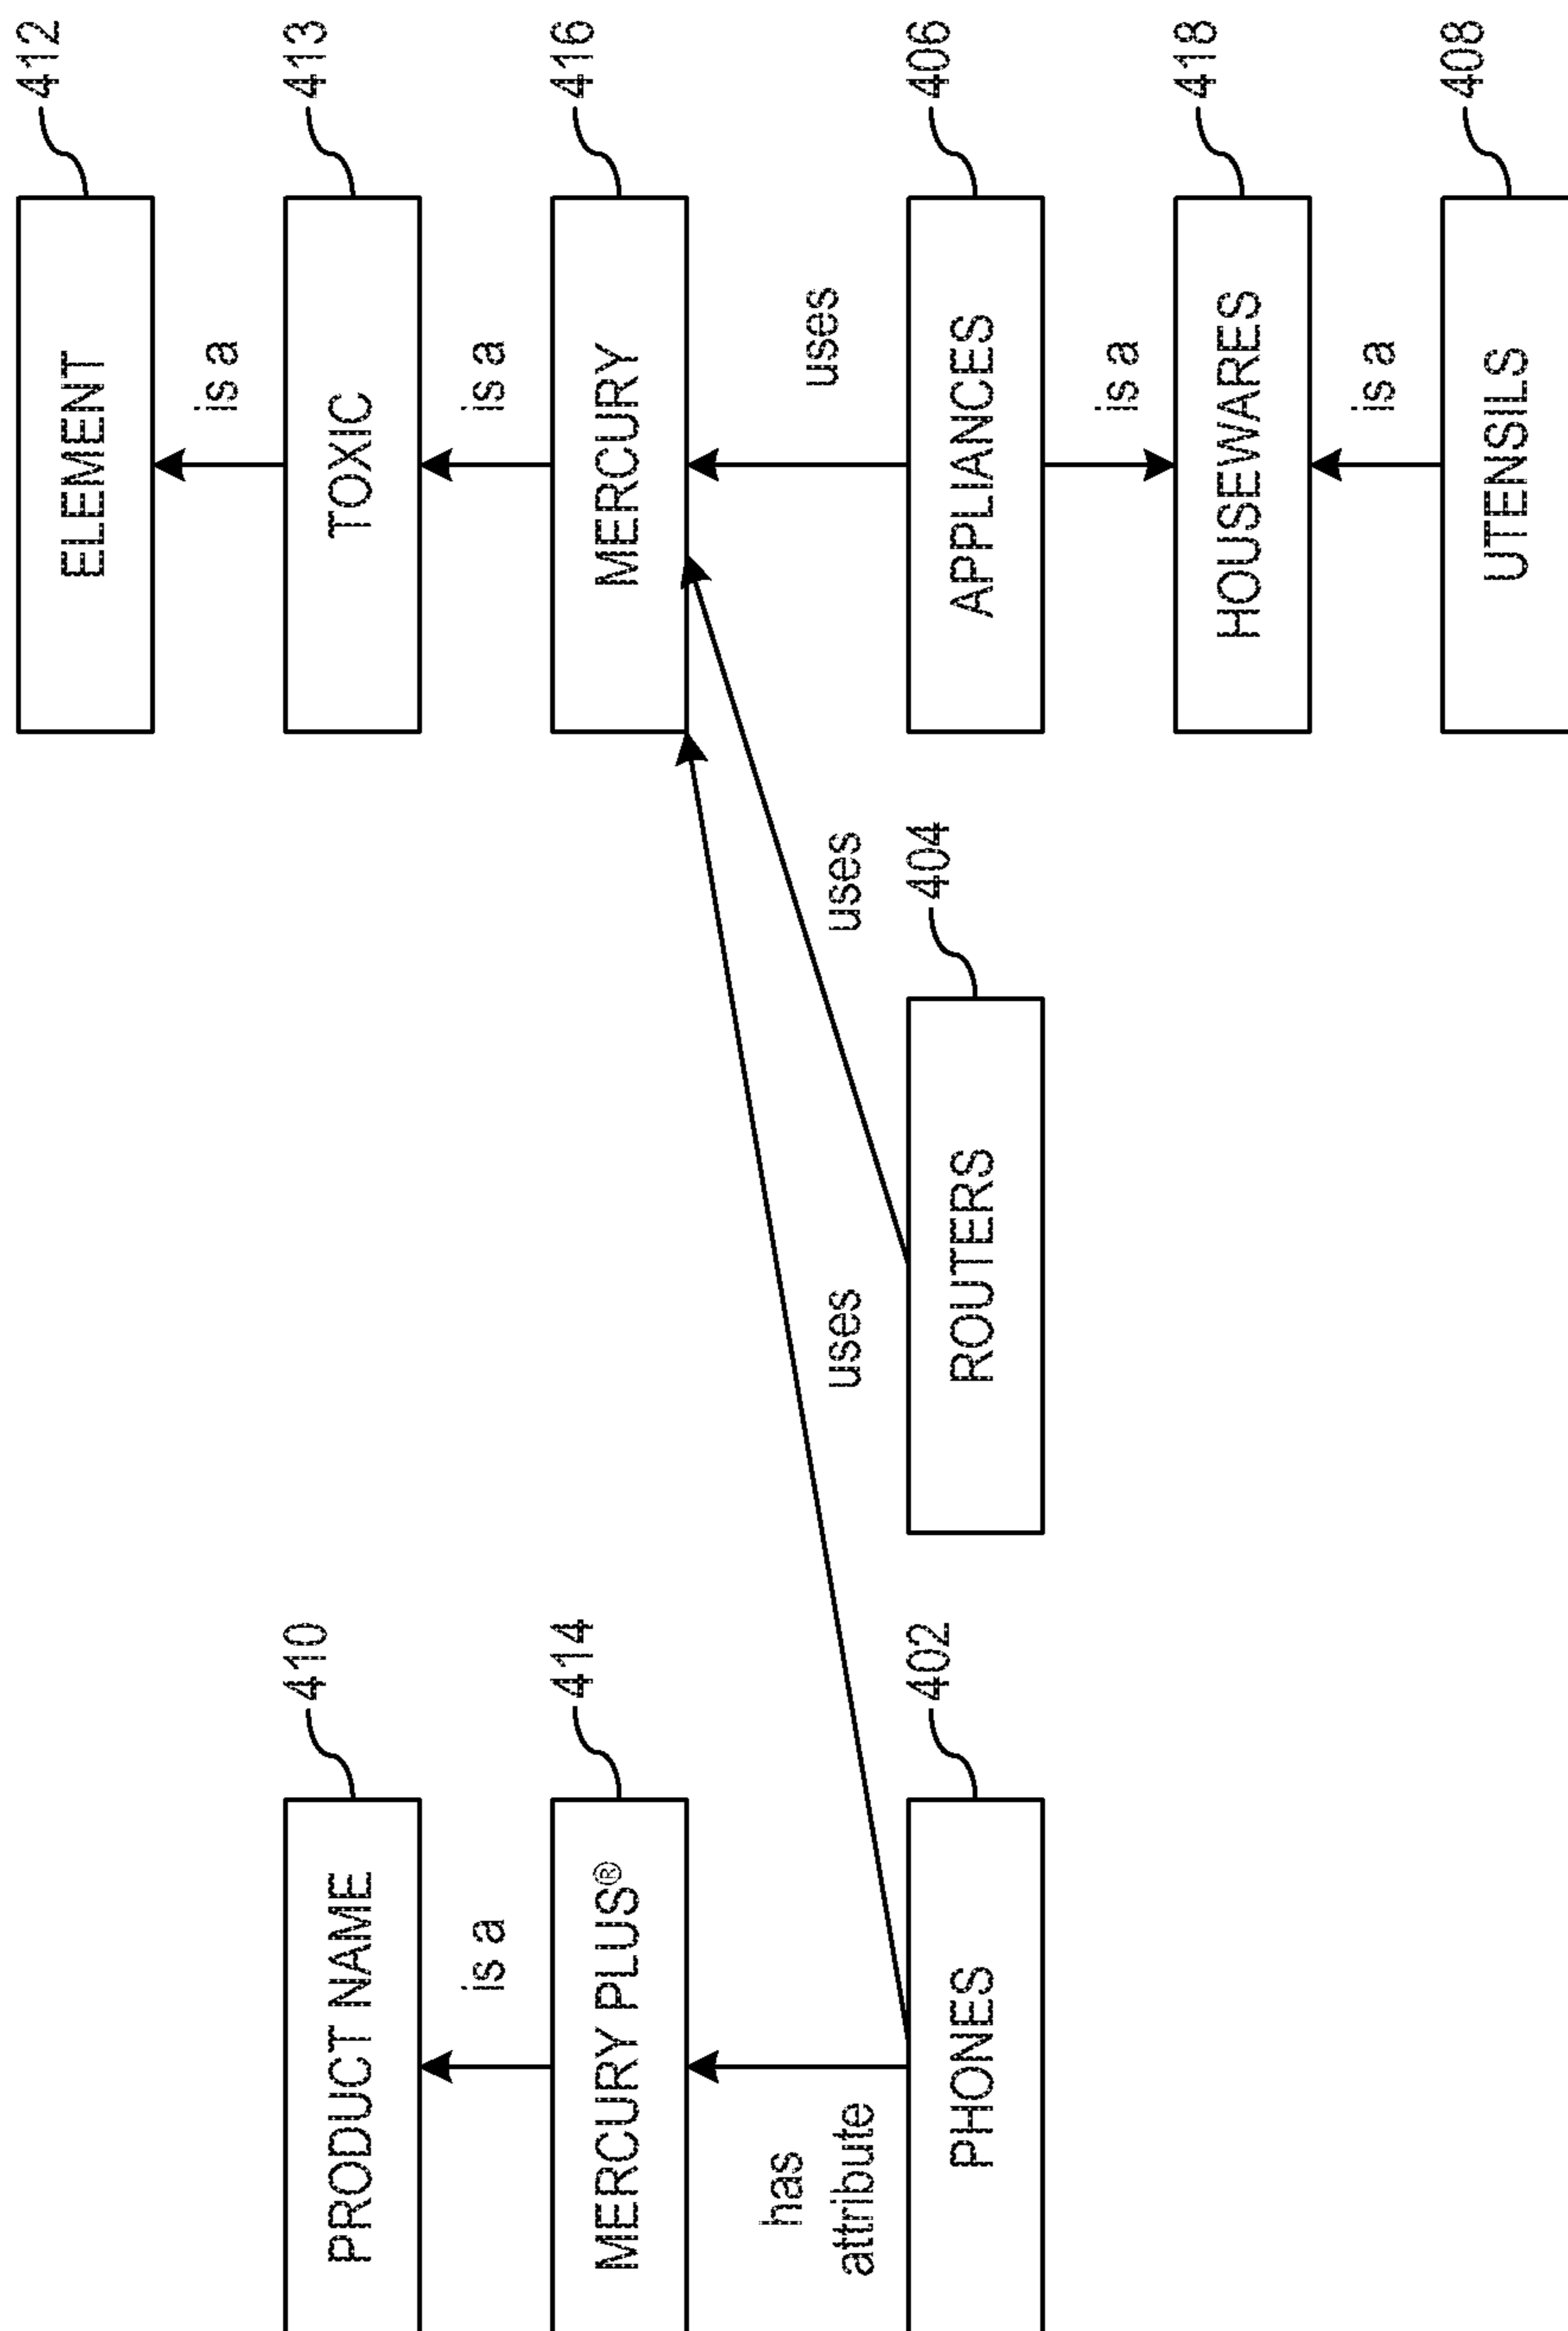 412
ELEMENT
is a
410
PRODUCT NAME
413
TOXIC
is a
is a
414
MERCURY PLUS®
416
MERCURY
has
attribute
uses
uses
uses
402
PHONES
404
ROUTERS
406
APPLIANCES
is a
418
HOUSEWARES
is a
408
UTENSILS